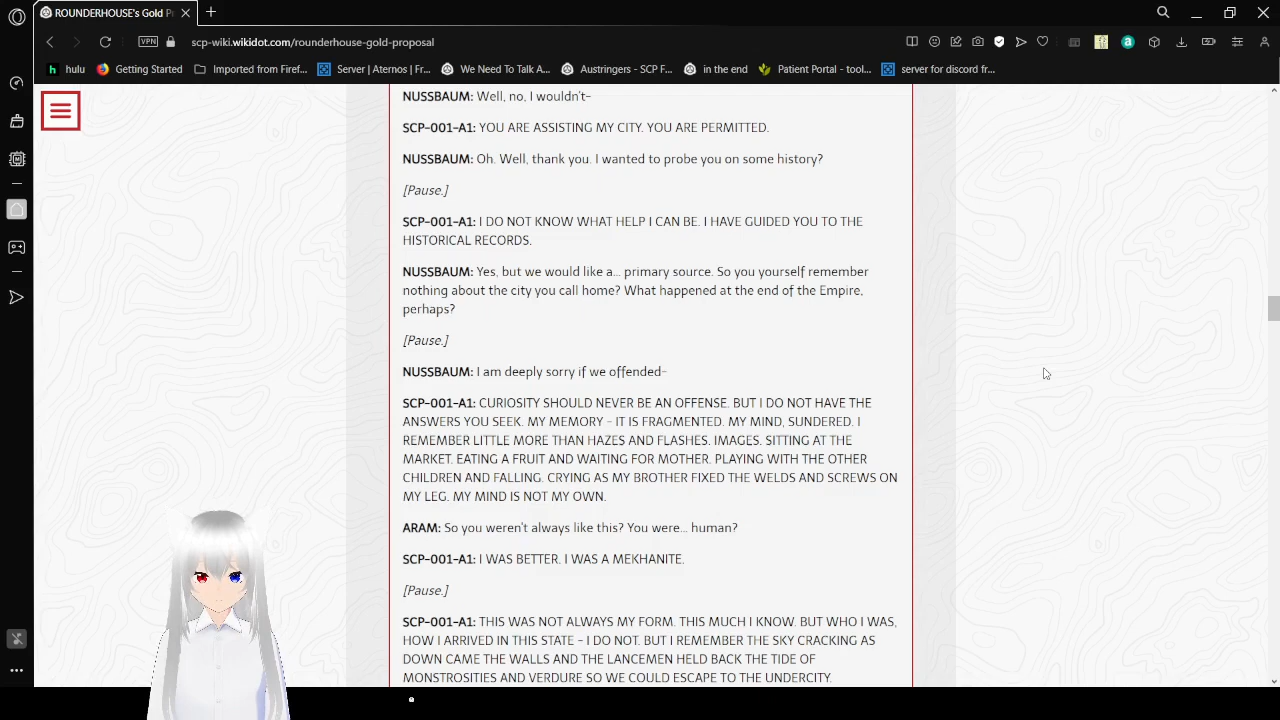 ROUNDERHOUSE's Gold P
VPN
scp-wiki.wikidot.com/rounderhouse-gold-proposal
hulu
Getting Started
Imported from Firef...
Server | Aternos | Fr...
We Need To Talk A...
Austringers - SCP F...
in the end
Patient Portal - tool...
server for discord fr...
NUSSBAUM: Well, no, I wouldn't-
SCP-001-A1: YOU ARE ASSISTING MY CITY. YOU ARE PERMITTED.
NUSSBAUM: Oh. Well, thank you. I wanted to probe you on some history?
[Pause.]
SCP-001-A1: I DO NOT KNOW WHAT HELP I CAN BE. I HAVE GUIDED YOU TO THE
HISTORICAL RECORDS.
NUSSBAUM: Yes, but we would like a... primary source. So you yourself remember
nothing about the city you call home? What happened at the end of the Empire,
perhaps?
[Pause.]
NUSSBAUM: I am deeply sorry if we offended-
SCP-001-A1: CURIOSITY SHOULD NEVER BE AN OFFENSE. BUT I DO NOT HAVE THE
ANSWERS YOU SEEK. MY MEMORY - IT IS FRAGMENTED. MY MIND, SUNDERED. I
REMEMBER LITTLE MORE THAN HAZES AND FLASHES. IMAGES. SITTING AT THE
MARKET. EATING A FRUIT AND WAITING FOR MOTHER. PLAYING WITH THE OTHER
CHILDREN AND FALLING. CRYING AS MY BROTHER FIXED THE WELDS AND SCREWS ON
MY LEG. MY MIND IS NOT MY OWN.
ARAM: So you weren't always like this? You were... human?
SCP-001-A1: I WAS BETTER. I WAS A MEKHANITE.
[Pause.]
SCP-001-A1: THIS WAS NOT ALWAYS MY FORM. THIS MUCH I KNOW. BUT WHO I WAS,
HOW I ARRIVED IN THIS STATE - I DO NOT. BUT I REMEMBER THE SKY CRACKING AS
DOWN CAME THE WALLS AND THE LANCEMEN HELD BACK THE TIDE OF
MONSTROSITIES AND VERDURE SO WE COULD ESCAPE TO THE UNDERCITY.